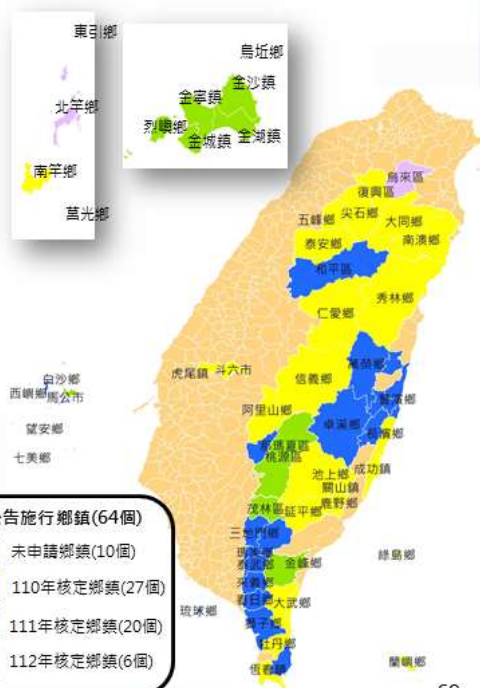 東引鄉
北竿鄉
南竿鄉
莒光鄉
烏坵鄉
金沙鎮
金寧鎮
烈嶼鄉
金城鎮
金湖鎮
烏來區
復興區
五峰鄉
尖石鄉
大同鄉
泰安鄉
南澳鄉
和平區
秀林鄉
仁愛鄉
虎尾鎮
斗六市
信義鄉
萬榮鄉
豐濱鄉
白沙鄉
西嶼鄉
馬公市
望安鄉
七美鄉
阿里山鄉
卓溪鄉
長濱鄉
那瑪夏區
桃源區
池上鄉
成功鎮
關山鎮
鹿野鄉
茂林區
延平鄉
三地門鄉
泰武鄉
金峰鄉
來義鄉
春日鄉
大武鄉
獅子鄉
牡丹鄉
恆春鎮
綠島鄉
琉球鄉
蘭嶼鄉
告施行鄉鎮(64個)
未申請鄉鎮(10個)
110年核定鄉鎮(27個)
111年核定鄉鎮(20個)
112年核定鄉鎮(6個)